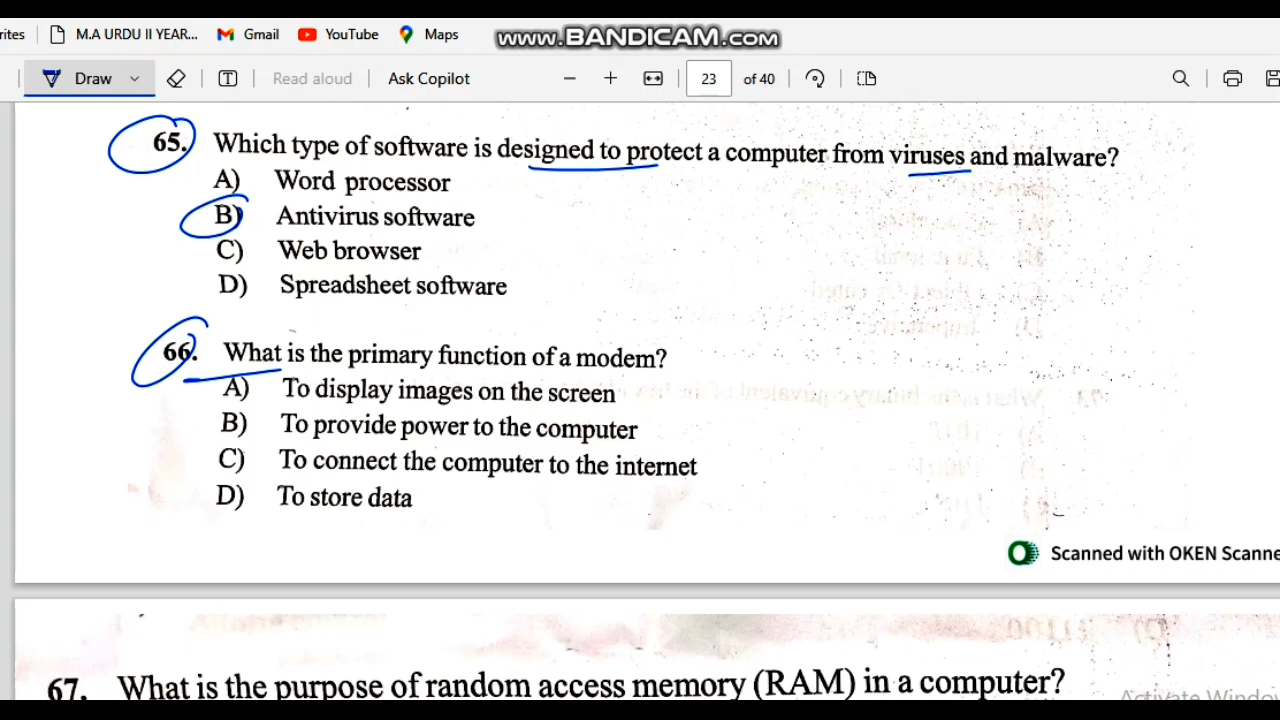 rites M.A URDU II YEAR... Gmail YouTube Maps www.BANDICAM.com
Draw Read aloud Ask Copilot 23 of 40
65. Which type of software is designed to protect a computer from viruses and malware?
A) Word processor
B) Antivirus software
C) Web browser
D) Spreadsheet software
66. What is the primary function of a modem?
A) To display images on the screen
B) To provide power to the computer
C) To connect the computer to the internet
D) To store data
Scanned with OKEN Scanne
67. What is the purpose of random access memory (RAM) in a computer?
Activate Window